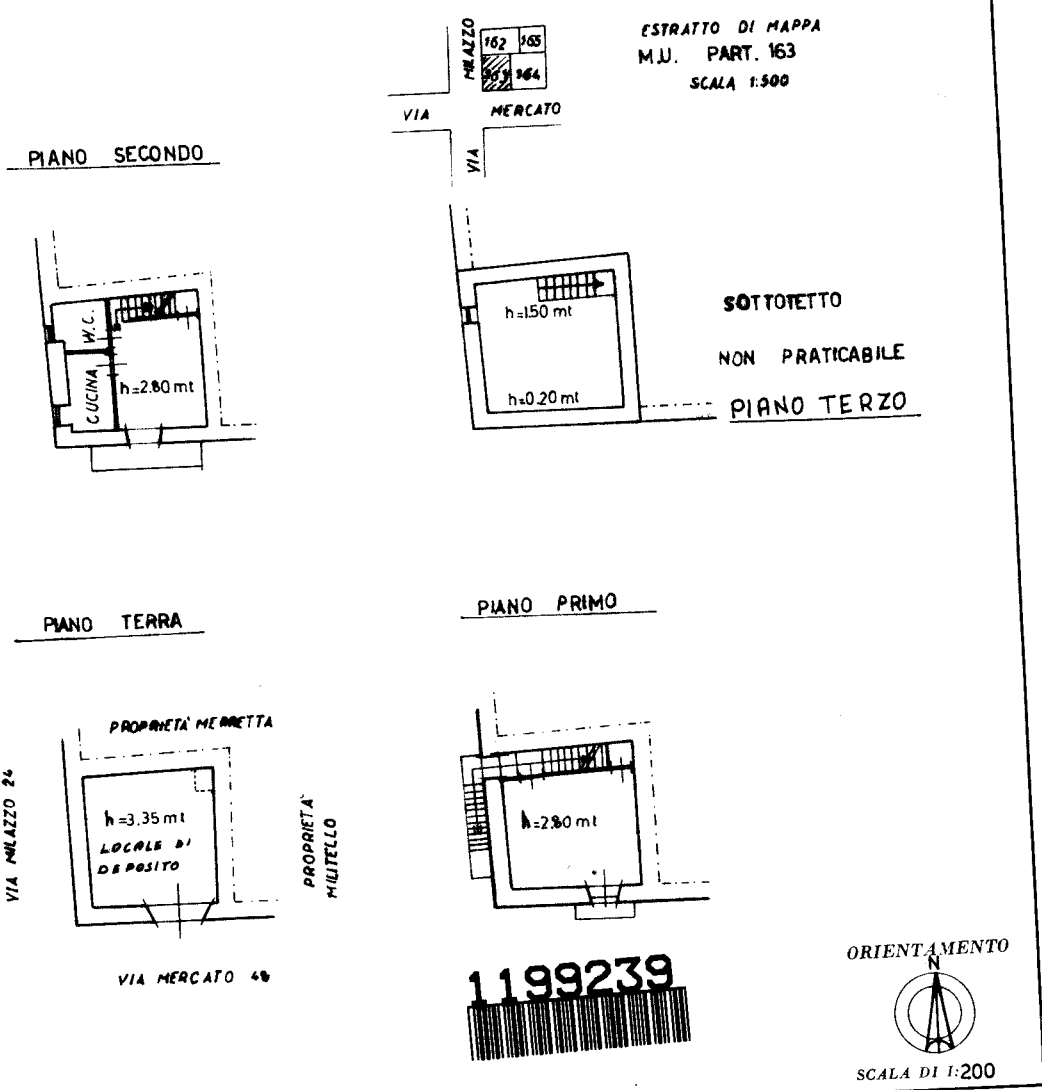 ESTRATTO DI MAPPA
M.U. PART. 163
SCALA 1:500
MILAZZO
162 165
163 164
VIA MERCATO
VIA
PIANO SECONDO
W.C.
CUCINA
h=2.80 mt
h=1.50 mt
h=0.20 mt
SOTTOTETTO
NON PRATICABILE
PIANO TERZO
PIANO TERRA
PROPRIETA' MERRETTA
VIA MILAZZO 24
h=3.35 mt
LOCALE DI
DEPOSITO
PROPRIETA'
MILITELLO
VIA MERCATO
PIANO PRIMO
h=2.80 mt
1199239
ORIENTAMENTO
N
SCALA DI 1:200